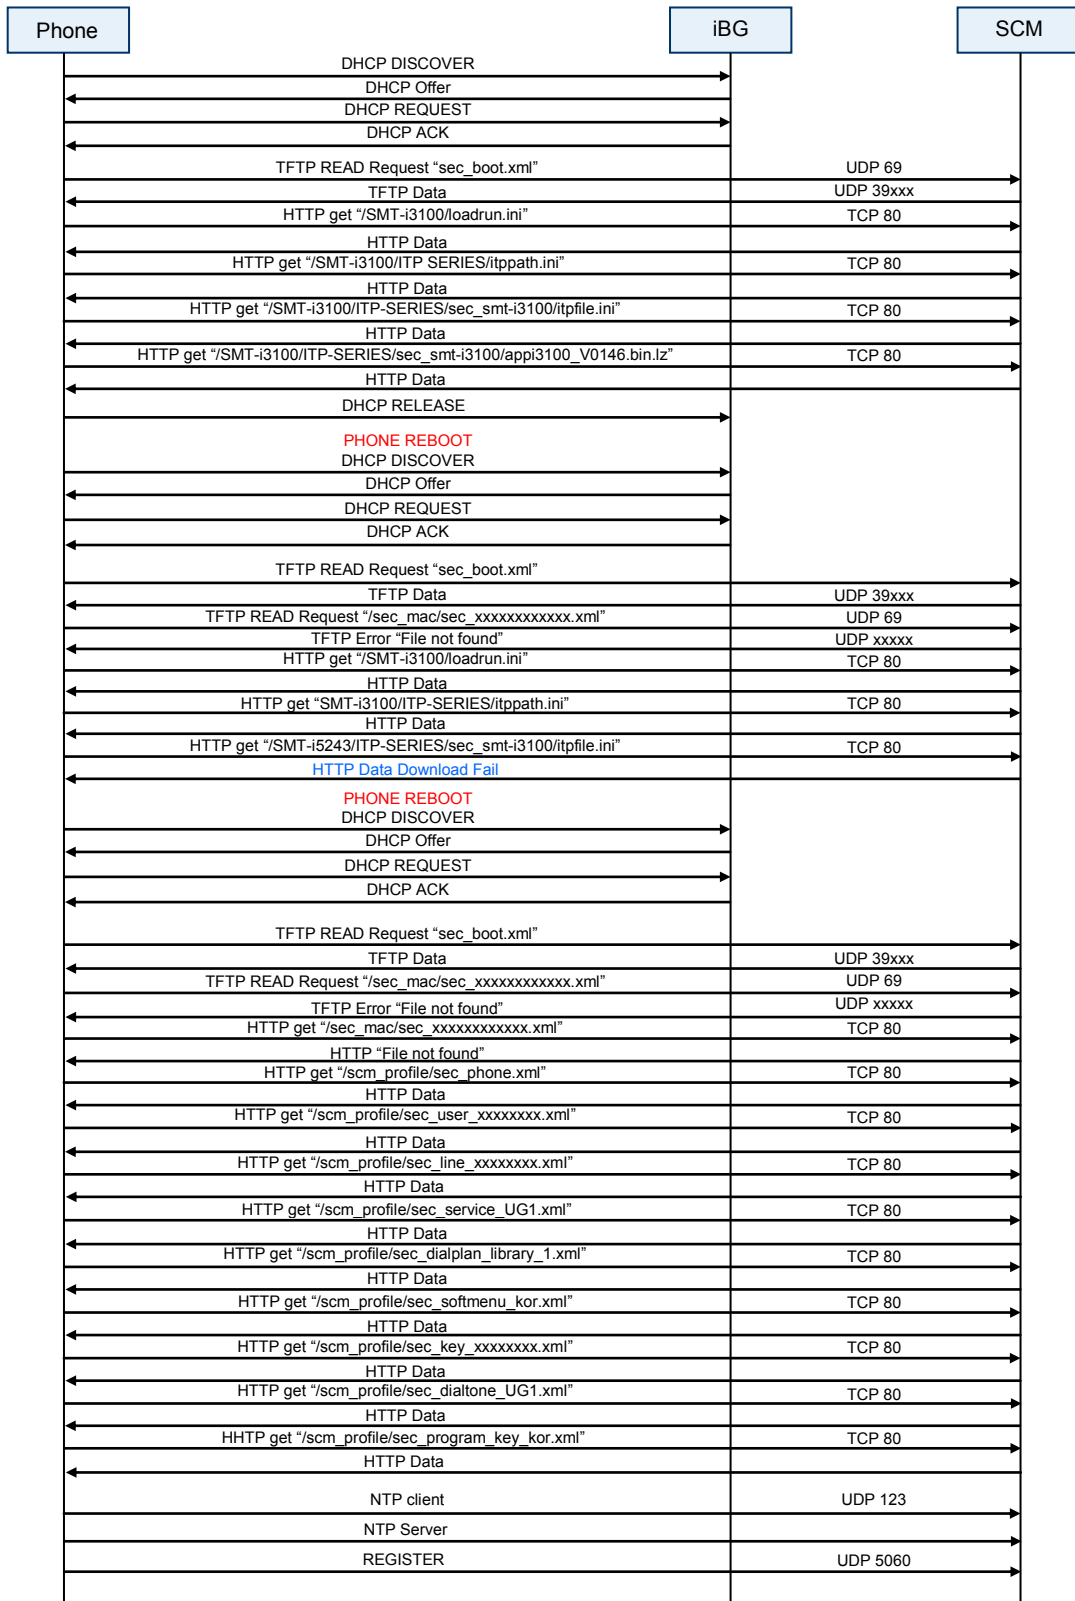 Phone iBG SCM
DHCP DISCOVER
DHCP Offer
DHCP REQUEST
DHCP ACK
TFTP READ Request “sec_boot.xml” UDP 69
TFTP Data UDP 39xxx
HTTP get “/SMT-i3100/loadrun.ini” TCP 80
HTTP Data
HTTP get “/SMT-i3100/ITP SERIES/itppath.ini” TCP 80
HTTP Data
HTTP get “/SMT-i3100/ITP-SERIES/sec_smt-i3100/itpfile.ini” TCP 80
HTTP Data
HTTP get “/SMT-i3100/ITP-SERIES/sec_smt-i3100/appi3100_V0146.bin.lz” TCP 80
HTTP Data
DHCP RELEASE
PHONE REBOOT
DHCP DISCOVER
DHCP Offer
DHCP REQUEST
DHCP ACK
TFTP READ Request “sec_boot.xml”
TFTP Data UDP 39xxx
TFTP READ Request “/sec_mac/sec_xxxxxxxxxxxx.xml” UDP 69
TFTP Error “File not found” UDP xxxxx
HTTP get “/SMT-i3100/loadrun.ini” TCP 80
HTTP Data
HTTP get “SMT-i3100/ITP-SERIES/itppath.ini” TCP 80
HTTP Data
HTTP get “/SMT-i5243/ITP-SERIES/sec_smt-i3100/itpfile.ini” TCP 80
HTTP Data Download Fail
PHONE REBOOT
DHCP DISCOVER
DHCP Offer
DHCP REQUEST
DHCP ACK
TFTP READ Request “sec_boot.xml”
TFTP Data UDP 39xxx
TFTP READ Request “/sec_mac/sec_xxxxxxxxxxxx.xml” UDP 69
TFTP Error “File not found” UDP xxxxx
HTTP get “/sec_mac/sec_xxxxxxxxxxxx.xml” TCP 80
HTTP “File not found”
HTTP get “/scm_profile/sec_phone.xml” TCP 80
HTTP Data
HTTP get “/scm_profile/sec_user_xxxxxxxx.xml” TCP 80
HTTP Data
HTTP get “/scm_profile/sec_line_xxxxxxxx.xml” TCP 80
HTTP Data
HTTP get “/scm_profile/sec_service_UG1.xml” TCP 80
HTTP Data
HTTP get “/scm_profile/sec_dialplan_library_1.xml” TCP 80
HTTP Data
HTTP get “/scm_profile/sec_softmenu_kor.xml” TCP 80
HTTP Data
HTTP get “/scm_profile/sec_key_xxxxxxxx.xml” TCP 80
HTTP Data
HTTP get “/scm_profile/sec_dialtone_UG1.xml” TCP 80
HTTP Data
HHTP get “/scm_profile/sec_program_key_kor.xml” TCP 80
HTTP Data
NTP client UDP 123
NTP Server
REGISTER UDP 5060